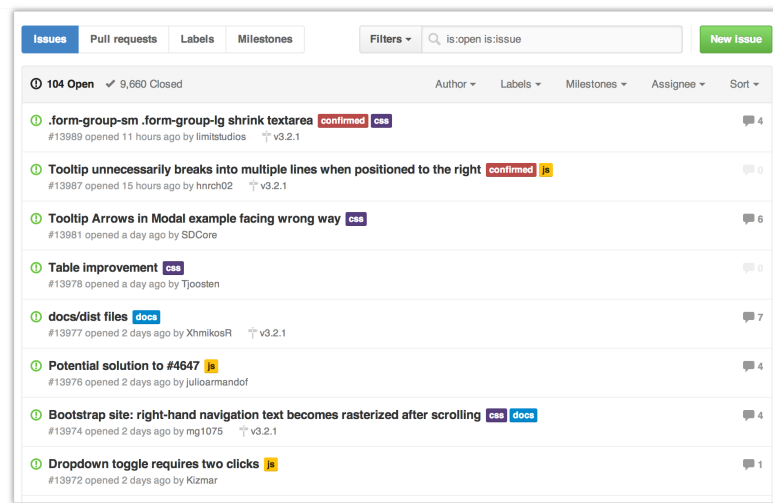 Issues Pull requests Labels Milestones Filters is:open is:issue New issue
104 Open 9,660 Closed Author Labels Milestones Assignee Sort
.form-group-sm .form-group-lg shrink textarea confirmed css 4
#13989 opened 11 hours ago by limitstudios v3.2.1
Tooltip unnecessarily breaks into multiple lines when positioned to the right confirmed js 0
#13987 opened 15 hours ago by hnrch02 v3.2.1
Tooltip Arrows in Modal example facing wrong way css 6
#13981 opened a day ago by SDCore
Table improvement css 0
#13978 opened a day ago by Tjoosten
docs/dist files docs 7
#13977 opened 2 days ago by XhmikosR v3.2.1
Potential solution to #4647 js 4
#13976 opened 2 days ago by julioarmandof
Bootstrap site: right-hand navigation text becomes rasterized after scrolling css docs 4
#13974 opened 2 days ago by mg1075 v3.2.1
Dropdown toggle requires two clicks js 1
#13972 opened 2 days ago by Kizmar